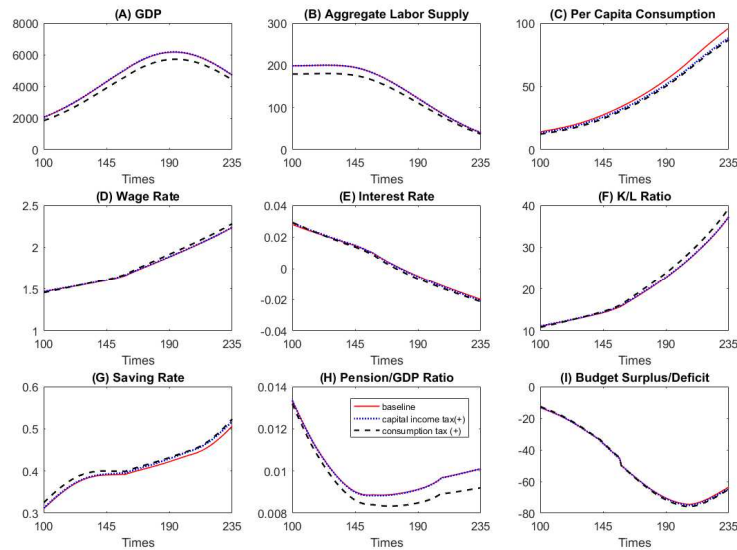 (A) GDP
(B) Aggregate Labor Supply
(C) Per Capita Consumption
8000
6000
4000
2000
0
100 145 190 235
Times
300
200
100
0
100 145 190 235
Times
100
50
0
100 145 190 235
Times
(D) Wage Rate
(E) Interest Rate
(F) K/L Ratio
2.5
2
1.5
1
100 145 190 235
Times
0.04
0.02
0
-0.02
-0.04
100 145 190 235
Times
40
30
20
10
100 145 190 235
Times
(G) Saving Rate
(H) Pension/GDP Ratio
(I) Budget Surplus/Deficit
0.6
0.5
0.4
0.3
100 145 190 235
Times
0.014
0.012
0.01
0.008
100 145 190 235
Times
baseline
capital income tax(+)
consumption tax (+)
0
-20
-40
-60
-80
100 145 190 235
Times